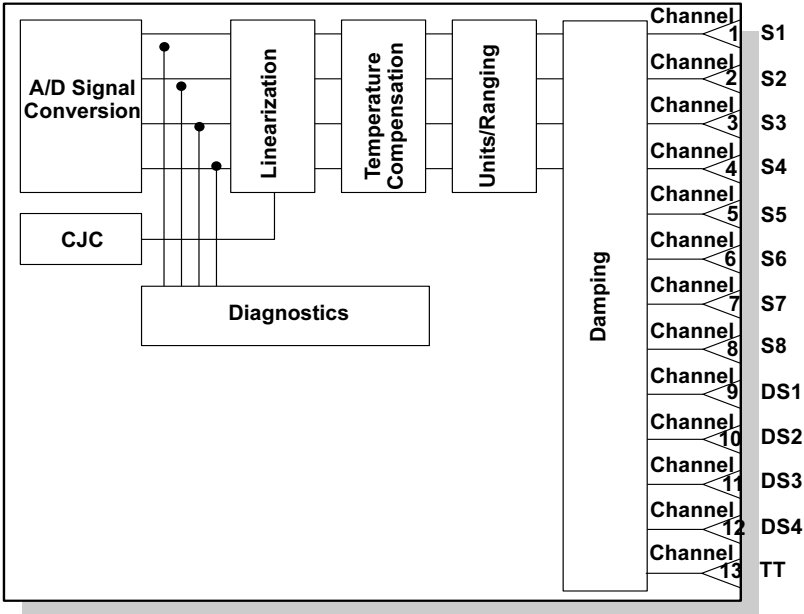 A/D Signal
Conversion
Linearization
Temperature
Compensation
Units/Ranging
CJC
Diagnostics
Damping
Channel
1 S1
Channel
2 S2
Channel
3 S3
Channel
4 S4
Channel
5 S5
Channel
6 S6
Channel
7 S7
Channel
8 S8
Channel
9 DS1
Channel
10 DS2
Channel
11 DS3
Channel
12 DS4
Channel
13 TT